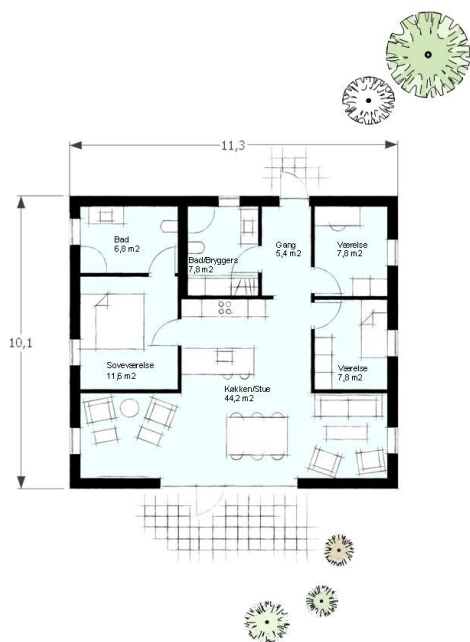 11,3
10,1
Bad
6,8 m2
Bad/Bryggers
7,8 m2
Gang
5,4 m2
Værelse
7,8 m2
Soveværelse
11,6 m2
Værelse
7,8 m2
Køkken/Stue
44,2 m2